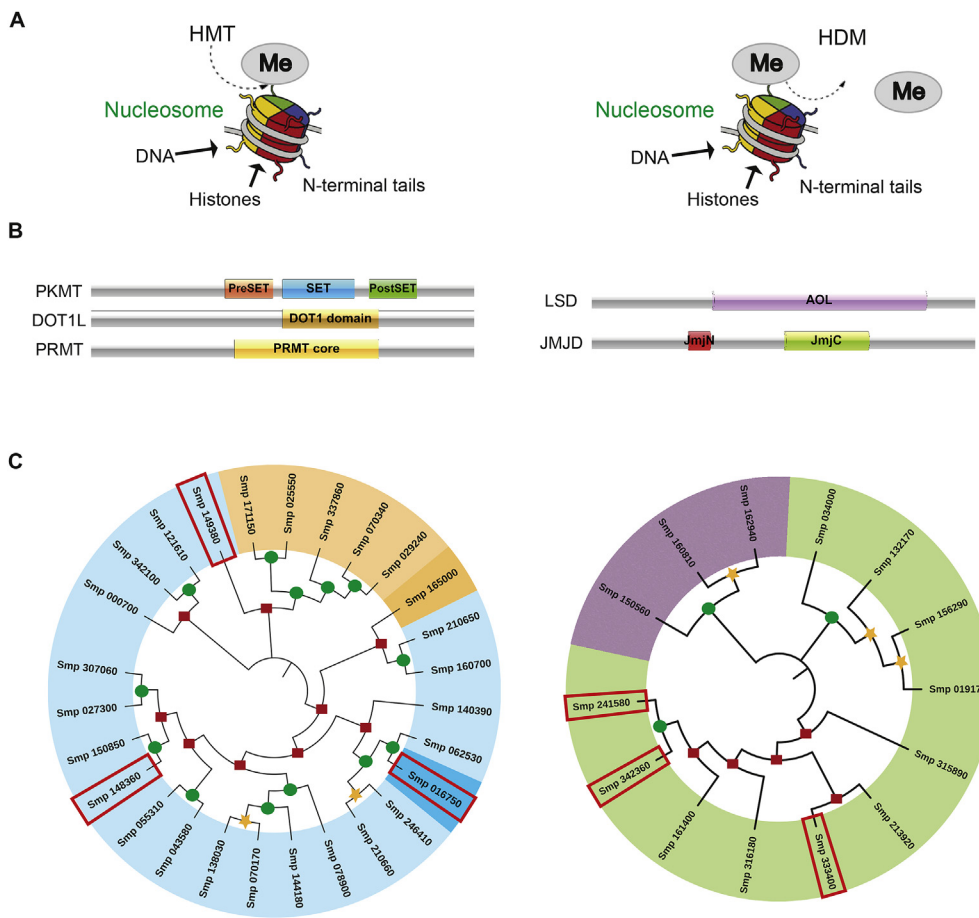 A
HMT
Me
Nucleosome
DNA
Histones
N-terminal tails
HDM
Me
Me
Nucleosome
DNA
Histones
N-terminal tails
B
PKMT
PreSET
SET
PostSET
DOT1L
DOT1 domain
PRMT
PRMT core
LSD
AOL
JMJD
JmjN
JmjC
C
Smp 149380
Smp 171150
Smp 025550
Smp 337860
Smp 070340
Smp 029240
Smp 165000
Smp 210650
Smp 160700
Smp 140390
Smp 062530
Smp 016750
Smp 246410
Smp 210660
Smp 078900
Smp 144180
Smp 070170
Smp 138030
Smp 043580
Smp 055310
Smp 148360
Smp 150850
Smp 027300
Smp 307060
Smp 000700
Smp 342100
Smp 121610
Smp 150560
Smp 160810
Smp 162940
Smp 034000
Smp 132170
Smp 156290
Smp 01917
Smp 315890
Smp 213920
Smp 333400
Smp 316180
Smp 161400
Smp 342360
Smp 241580